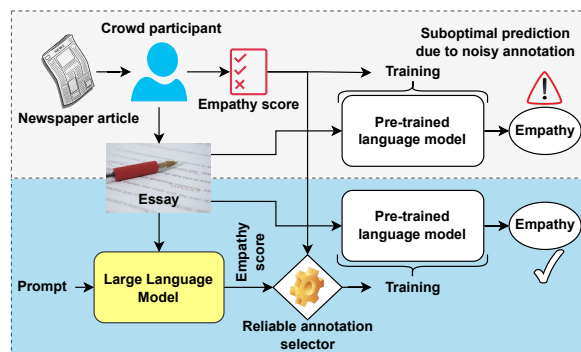 Crowd participant
Suboptimal prediction
due to noisy annotation
Newspaper article
Empathy score
Training
Pre-trained
language model
Empathy
Essay
Pre-trained
language model
Empathy
Prompt
Large Language
Model
Empathy
score
Training
Reliable annotation
selector